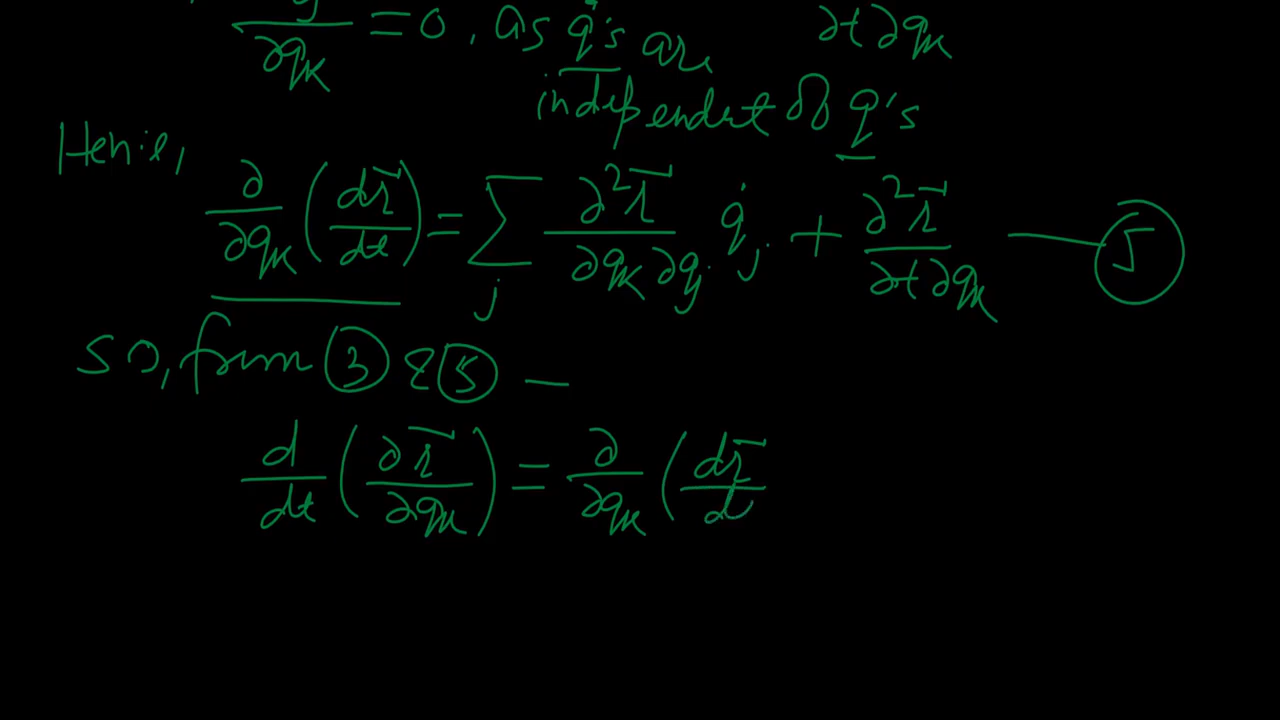 ∂q_k = 0, as q̇'s are ∂t∂q_k
independent of q's
Hence,
∂/∂q_k (dr̄/dt) = Σ_j ∂²r̄/∂q_k∂q_j q̇_j + ∂²r̄/∂t∂q_k — 5
so, from 3 & 5 —
d/dt (∂r̄/∂q_k) = ∂/∂q_k (dr̄/d